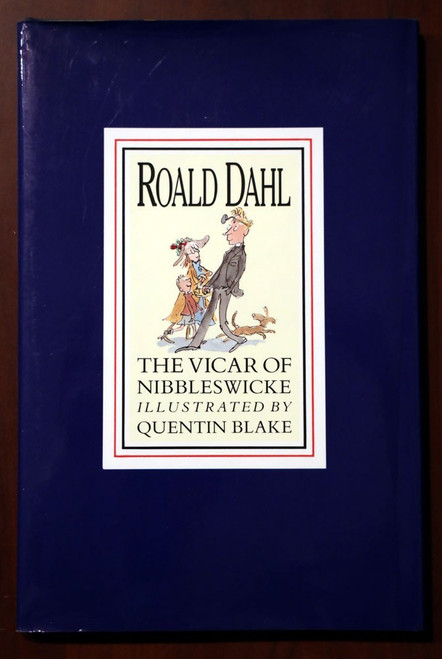 ROALD DAHL
THE VICAR OF
NIBBLESWICKE
ILLUSTRATED BY
QUENTIN BLAKE